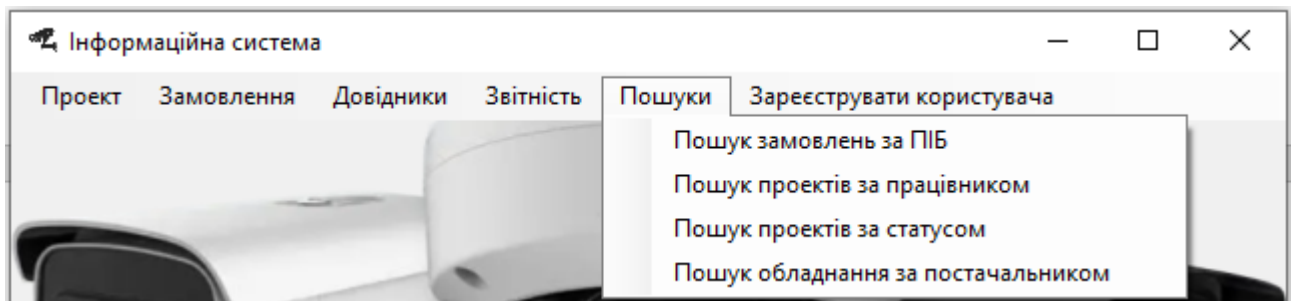 Інформаційна система
Проект Замовлення Довідники Звітність Пошуки Зареєструвати користувача
Пошук замовлень за ПІБ
Пошук проектів за працівником
Пошук проектів за статусом
Пошук обладнання за постачальником